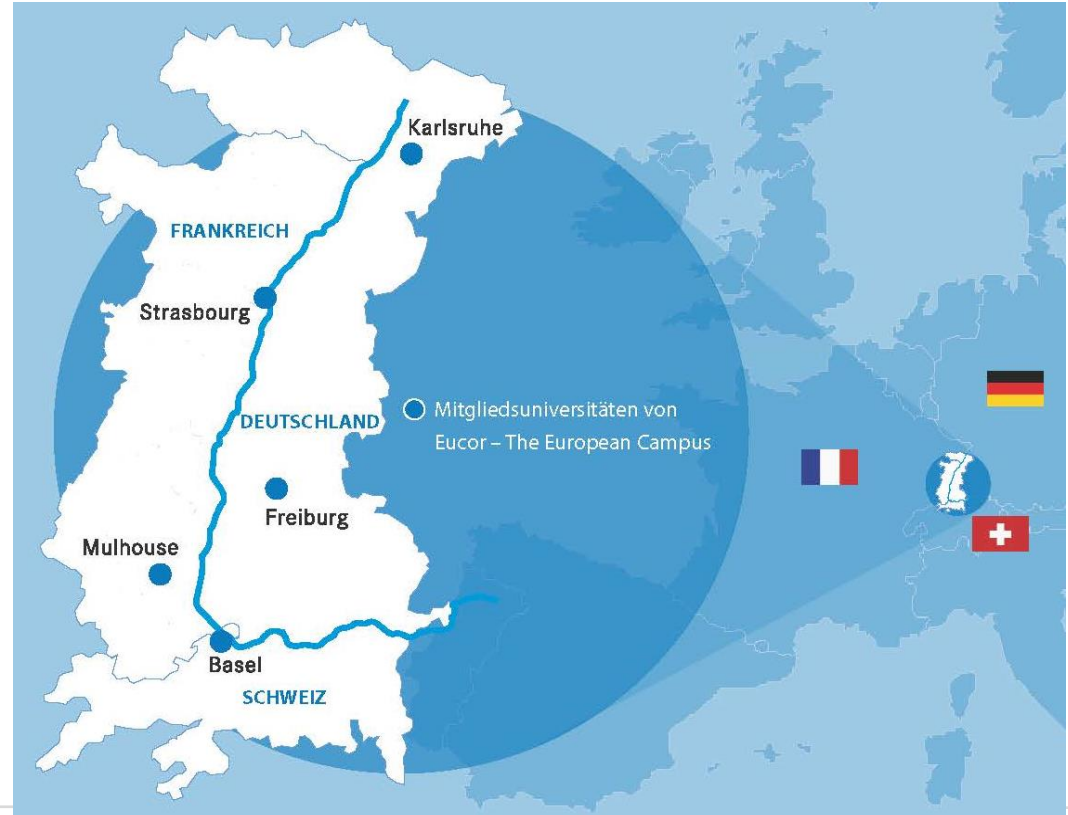 Karlsruhe
FRANKREICH
Strasbourg
DEUTSCHLAND
Mitgliedsuniversitäten von
Eucor – The European Campus
Freiburg
Mulhouse
Basel
SCHWEIZ